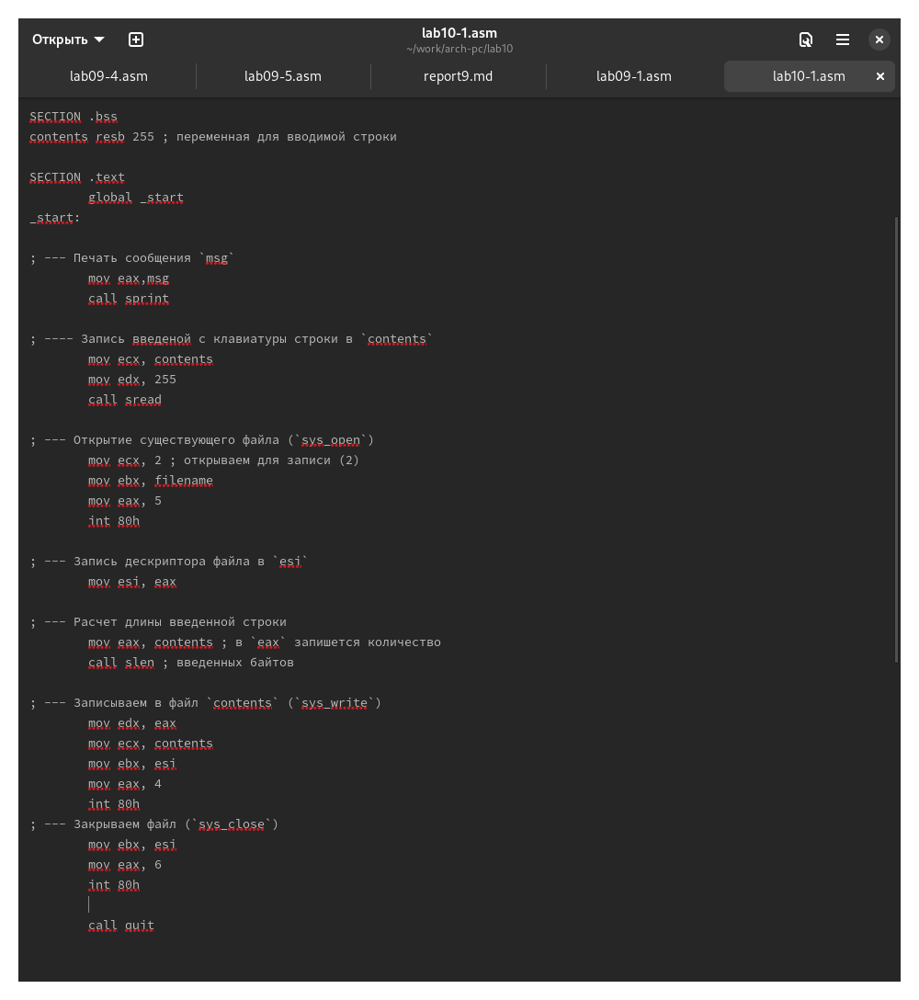 Открыть
lab10-1.asm
~/work/arch-pc/lab10
lab09-4.asm
lab09-5.asm
report9.md
lab09-1.asm
lab10-1.asm
SECTION .bss
contents resb 255 ; переменная для вводимой строки
SECTION .text
global _start
_start:
; --- Печать сообщения `msg`
mov eax,msg
call sprint
; ---- Запись введеной с клавиатуры строки в `contents`
mov ecx, contents
mov edx, 255
call sread
; --- Открытие существующего файла (`sys_open`)
mov ecx, 2 ; открываем для записи (2)
mov ebx, filename
mov eax, 5
int 80h
; --- Запись дескриптора файла в `esi`
mov esi, eax
; --- Расчет длины введенной строки
mov eax, contents ; в `eax` запишется количество
call slen ; введенных байтов
; --- Записываем в файл `contents` (`sys_write`)
mov edx, eax
mov ecx, contents
mov ebx, esi
mov eax, 4
int 80h
; --- Закрываем файл (`sys_close`)
mov ebx, esi
mov eax, 6
int 80h
call quit